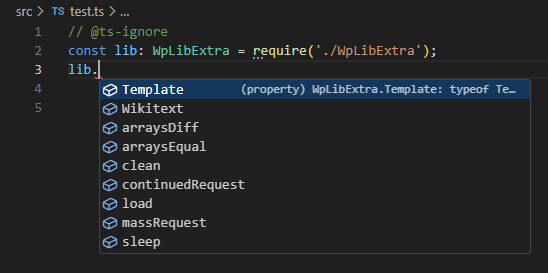 src > TS test.ts > ...
1 // @ts-ignore
2 const lib: WpLibExtra = require('./WpLibExtra');
3 lib.
4 Template (property) WpLibExtra.Template: typeof Te...
5 Wikitext
arraysDiff
arraysEqual
clean
continuedRequest
load
massRequest
sleep